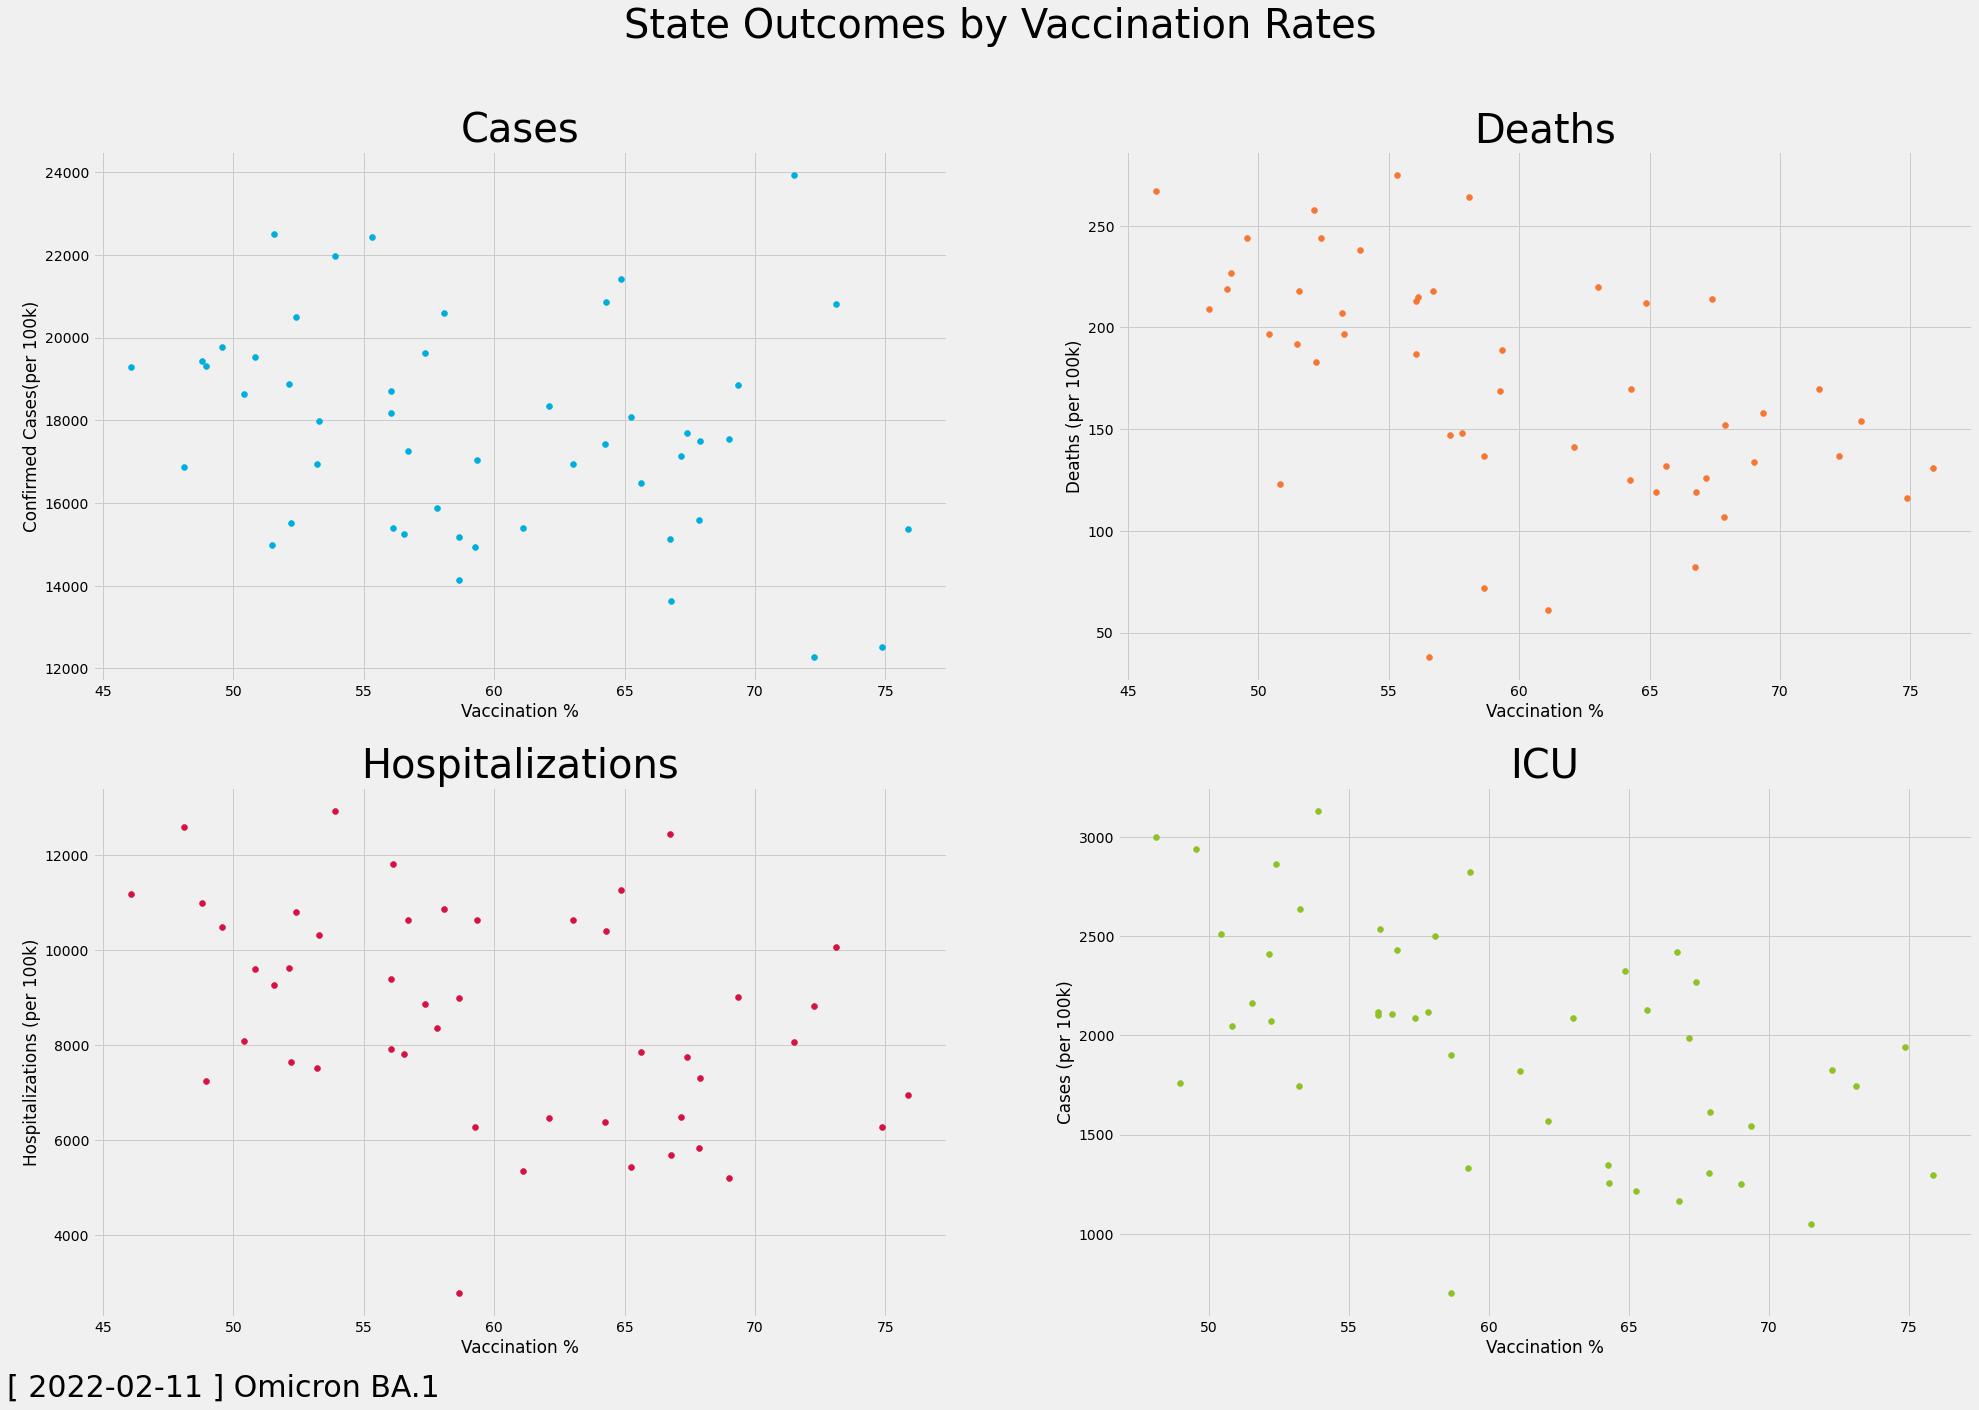 State Outcomes by Vaccination Rates
Cases
24000
22000
20000
18000
16000
14000
12000
Confirmed Cases(per 100k)
45 50 55 60 65 70 75
Vaccination %
Deaths
250
200
150
100
50
Deaths (per 100k)
45 50 55 60 65 70 75
Vaccination %
Hospitalizations
12000
10000
8000
6000
4000
Hospitalizations (per 100k)
45 50 55 60 65 70 75
Vaccination %
ICU
3000
2500
2000
1500
1000
Cases (per 100k)
50 55 60 65 70 75
Vaccination %
[ 2022-02-11 ] Omicron BA.1